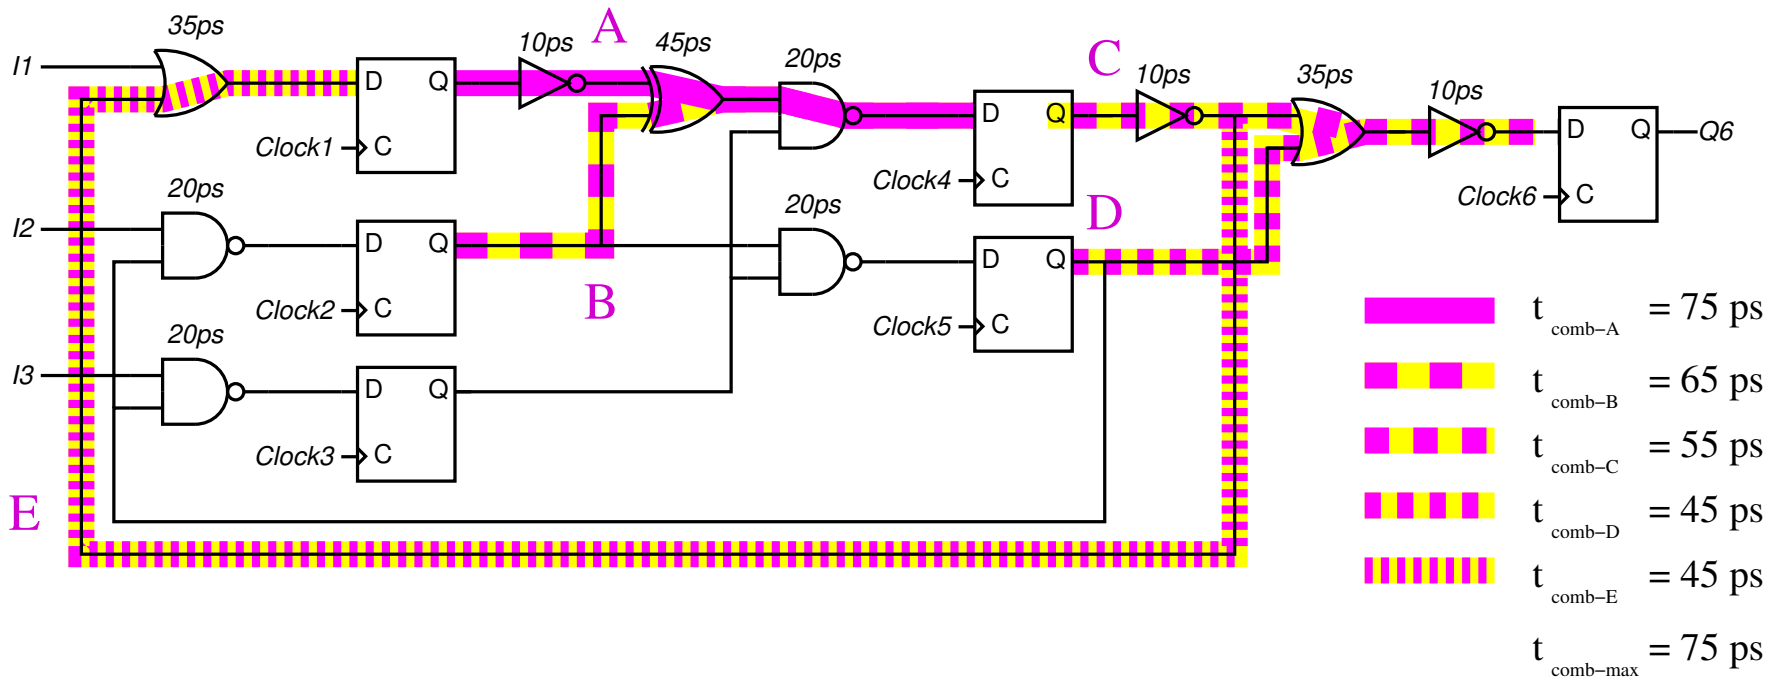 35ps
A
45ps
10ps
20ps
C
10ps
35ps
10ps
I1
D Q
D Q
D Q
Q6
Clock1 C
Clock4 C
Clock6 C
20ps
20ps
D
I2
D Q
D Q
Clock2 C
B
Clock5 C
20ps
I3
D Q
Clock3 C
E
t comb-A = 75 ps
t comb-B = 65 ps
t comb-C = 55 ps
t comb-D = 45 ps
t comb-E = 45 ps
t comb-max = 75 ps